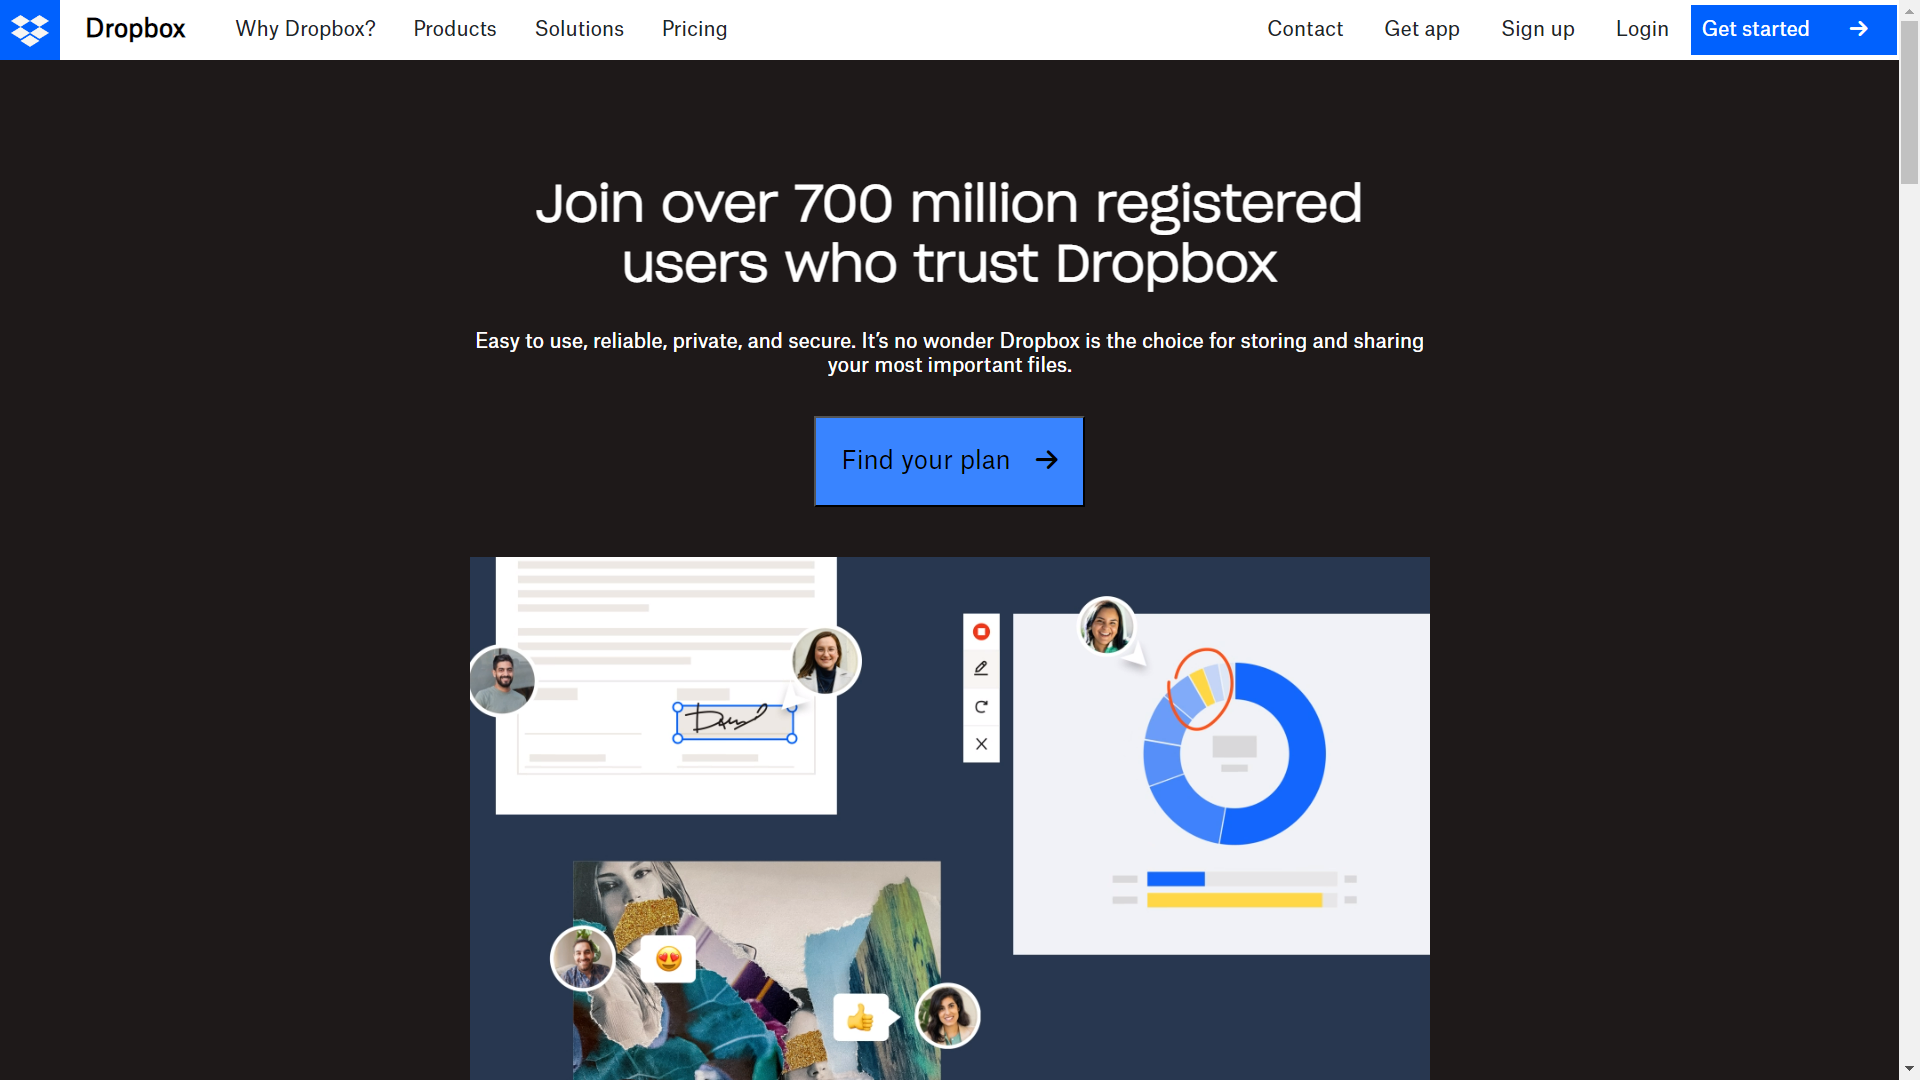 Dropbox
Why Dropbox?
Products
Solutions
Pricing
Contact
Get app
Sign up
Login
Get started
Join over 700 million registered
users who trust Dropbox
Easy to use, reliable, private, and secure. It’s no wonder Dropbox is the choice for storing and sharing
your most important files.
Find your plan